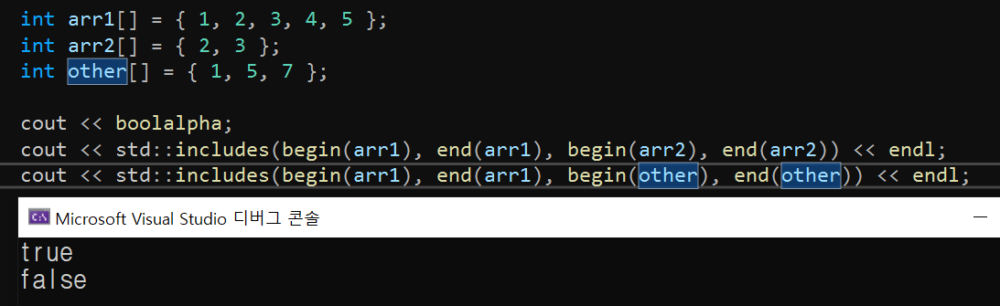 int arr1[] = { 1, 2, 3, 4, 5 };
int arr2[] = { 2, 3 };
int other[] = { 1, 5, 7 };
cout << boolalpha;
cout << std::includes(begin(arr1), end(arr1), begin(arr2), end(arr2)) << endl;
cout << std::includes(begin(arr1), end(arr1), begin(other), end(other)) << endl;
C:\ Microsoft Visual Studio 디버그 콘솔
true
false